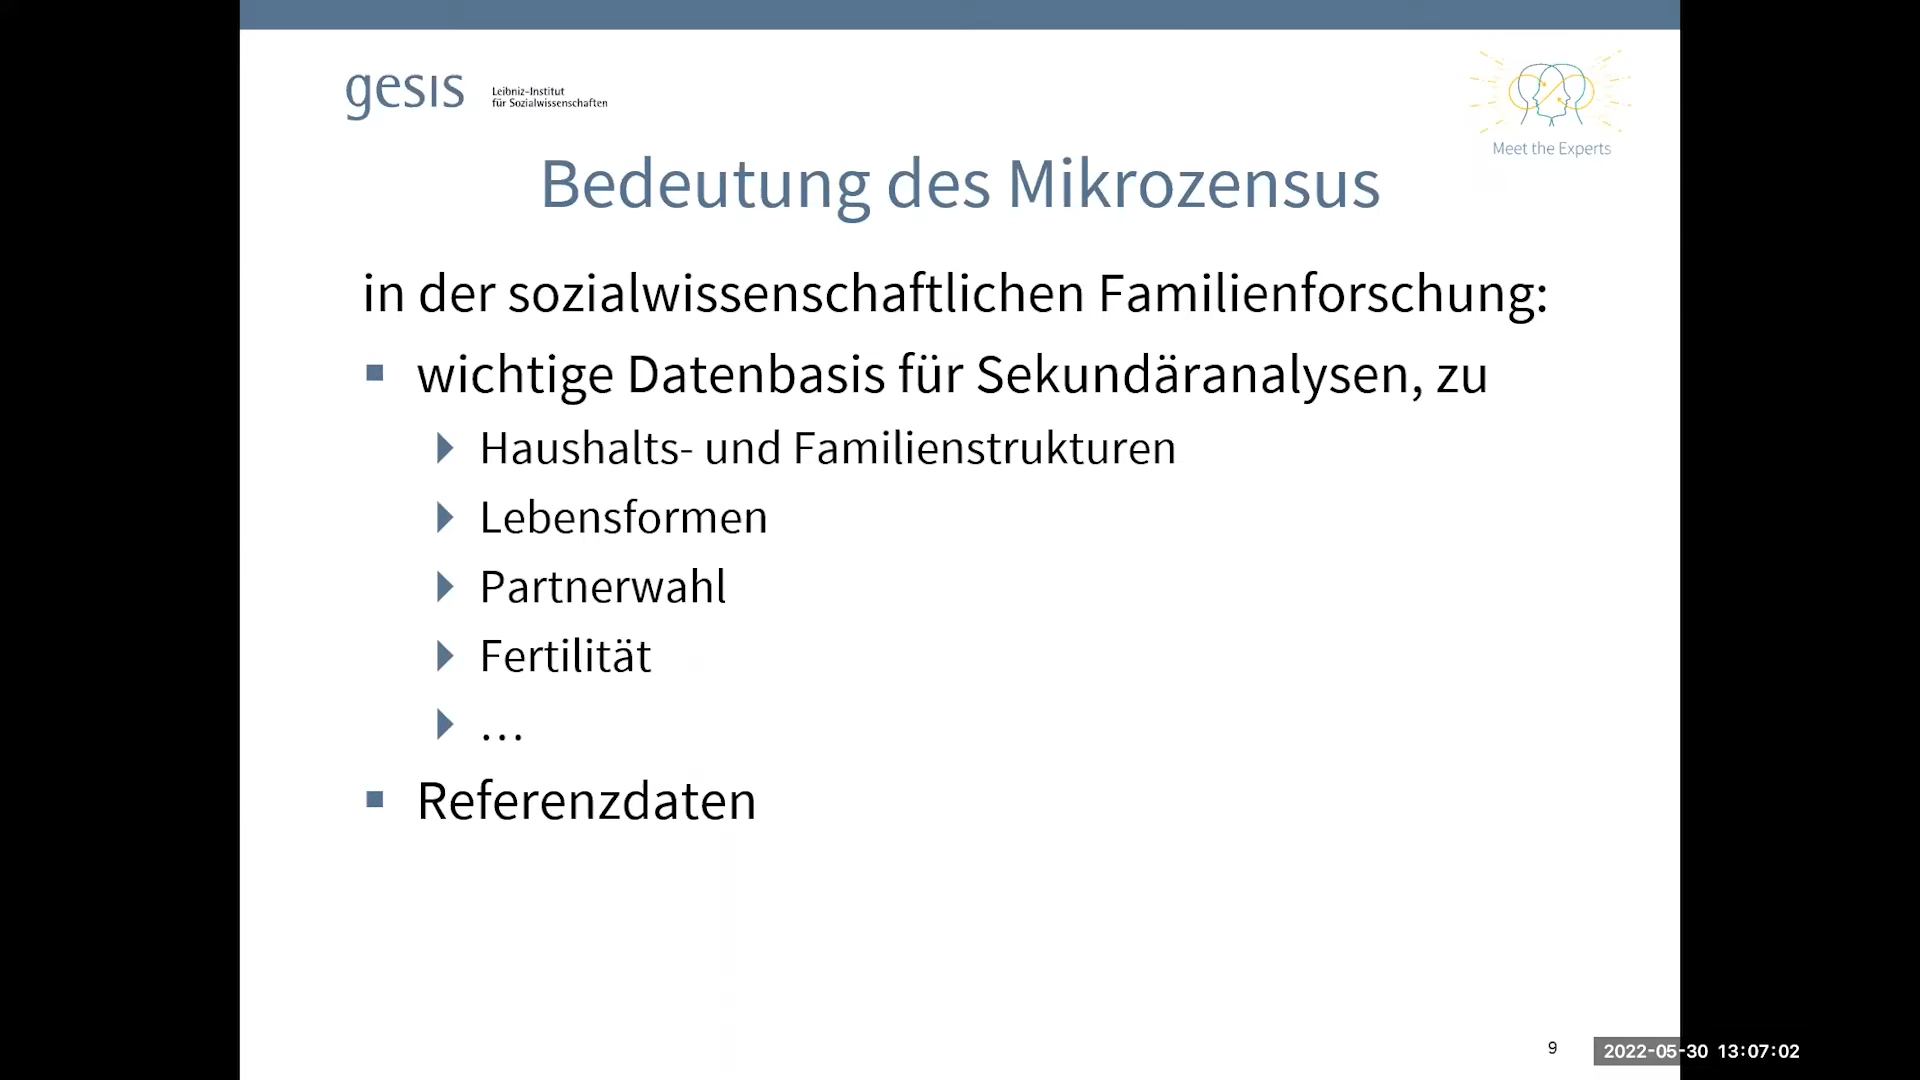 gesis
Leibniz-Institut
für Sozialwissenschaften
Meet the Experts
Bedeutung des Mikrozensus
in der sozialwissenschaftlichen Familienforschung:
wichtige Datenbasis für Sekundäranalysen, zu
Haushalts- und Familienstrukturen
Lebensformen
Partnerwahl
Fertilität
...
Referenzdaten
9
2022-05-30 13:07:02